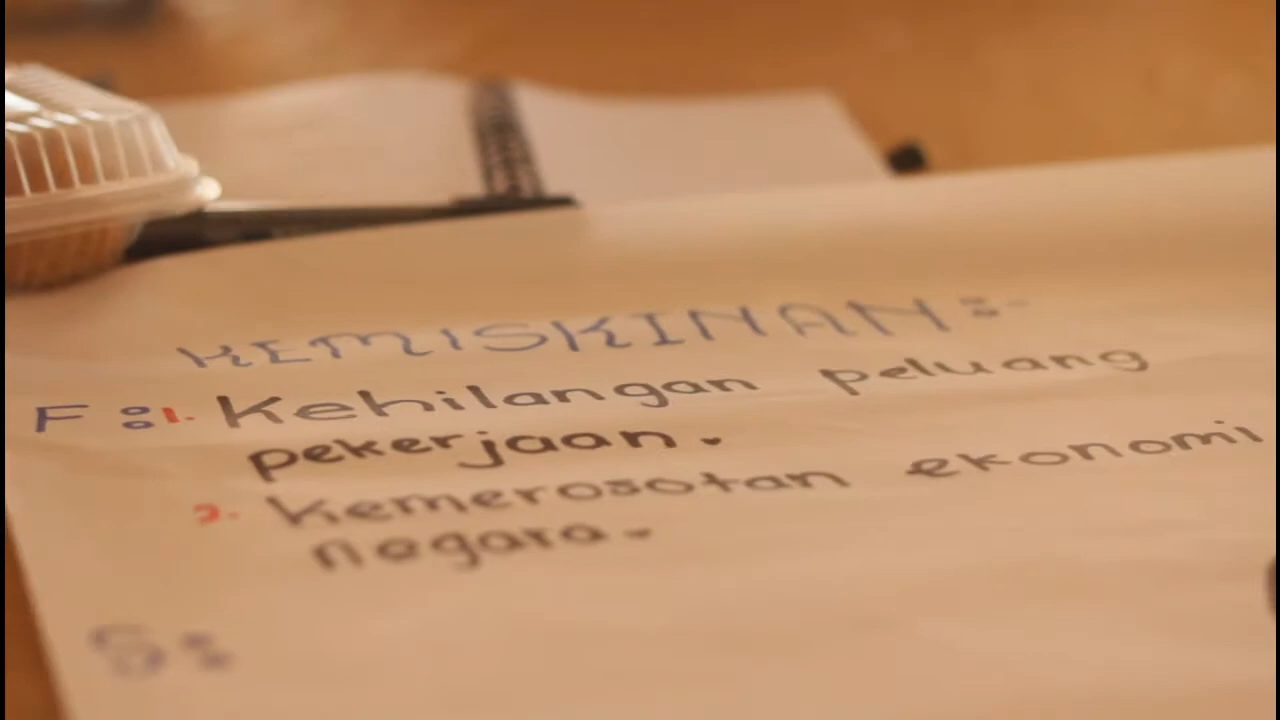 KEMISKINAN :-
F : 1. Kehilangan peluang
pekerjaan.
2. Kemerosotan ekonomi
negara.
S :